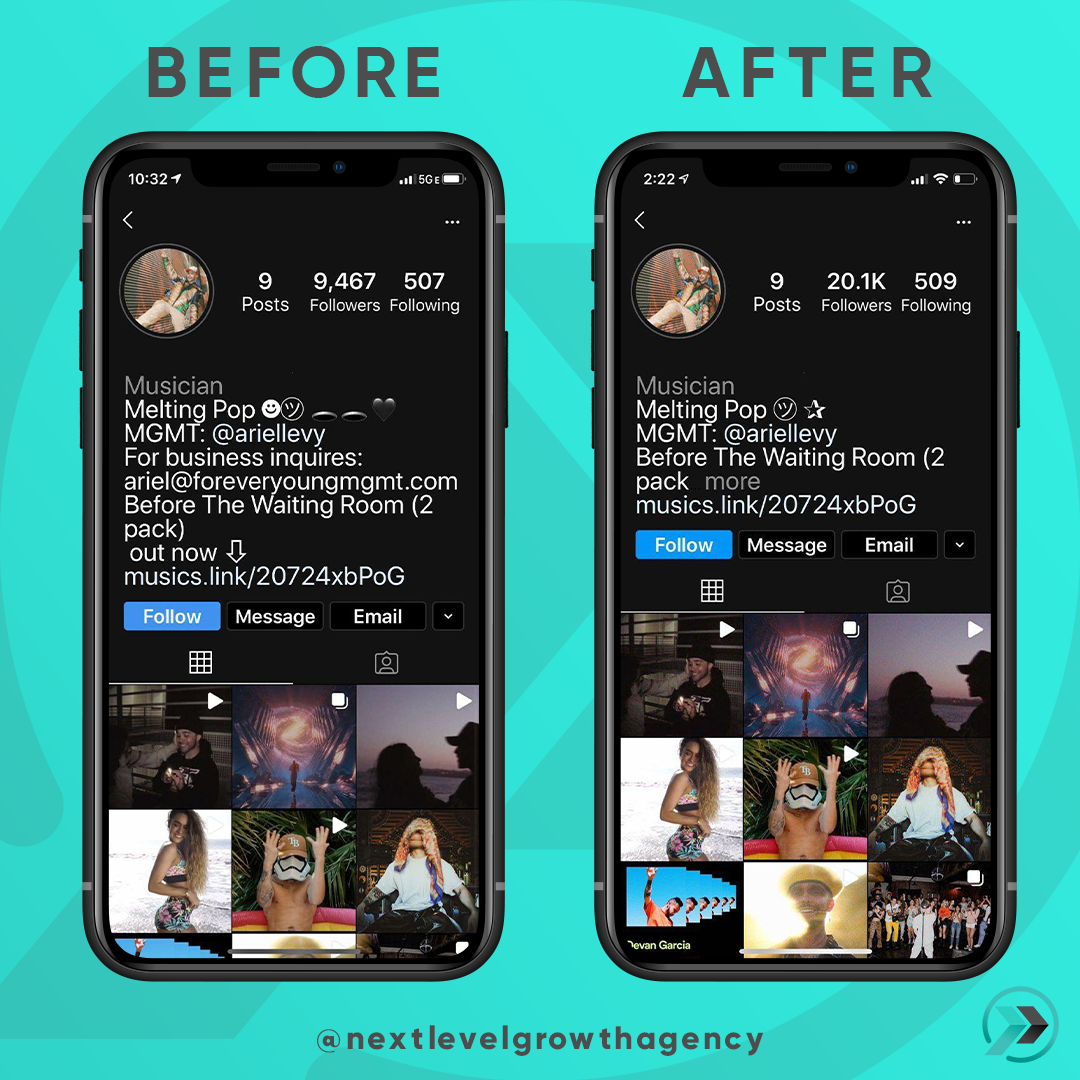 BEFORE
AFTER
10:32
5GE
9
Posts
9,467
Followers
507
Following
Musician
Melting Pop ☻㋡ 🕳🕳🖤
MGMT: @ariellevy
For business inquires:
ariel@foreveryoungmgmt.com
Before The Waiting Room (2
pack)
out now ⇩
musics.link/20724xbPoG
Follow
Message
Email
TB
2:22
9
Posts
20.1K
Followers
509
Following
Musician
Melting Pop ㋡ ✰
MGMT: @ariellevy
Before The Waiting Room (2
pack more
musics.link/20724xbPoG
Follow
Message
Email
TB
Devan Garcia
@nextlevelgrowthagency